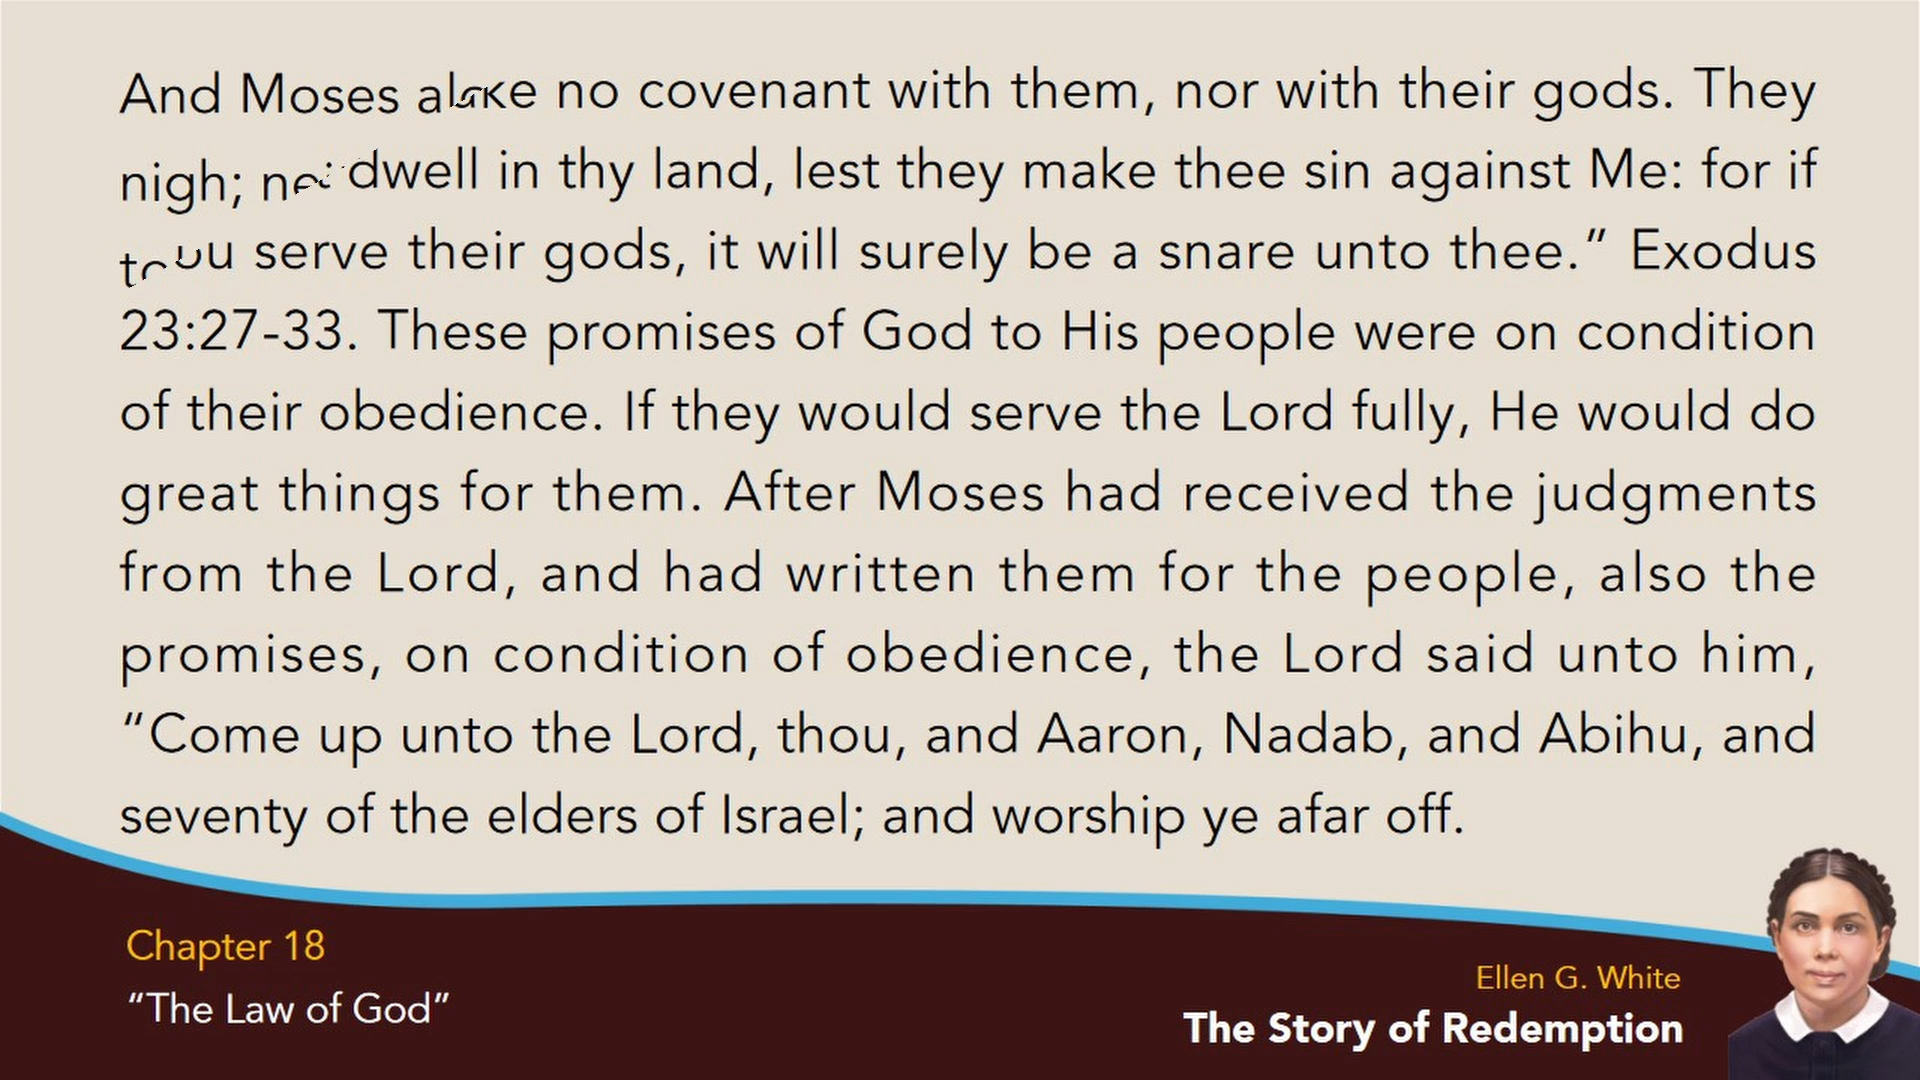 And Moses no covenant with them, nor with their gods. They
nigh; dwell in thy land, lest they make thee sin against Me: for if
serve their gods, it will surely be a snare unto thee.” Exodus
23:27-33. These promises of God to His people were on condition
of their obedience. If they would serve the Lord fully, He would do
great things for them. After Moses had received the judgments
from the Lord, and had written them for the people, also the
promises, on condition of obedience, the Lord said unto him,
“Come up unto the Lord, thou, and Aaron, Nadab, and Abihu, and
seventy of the elders of Israel; and worship ye afar off.
Chapter 18
“The Law of God”
Ellen G. White
The Story of Redemption